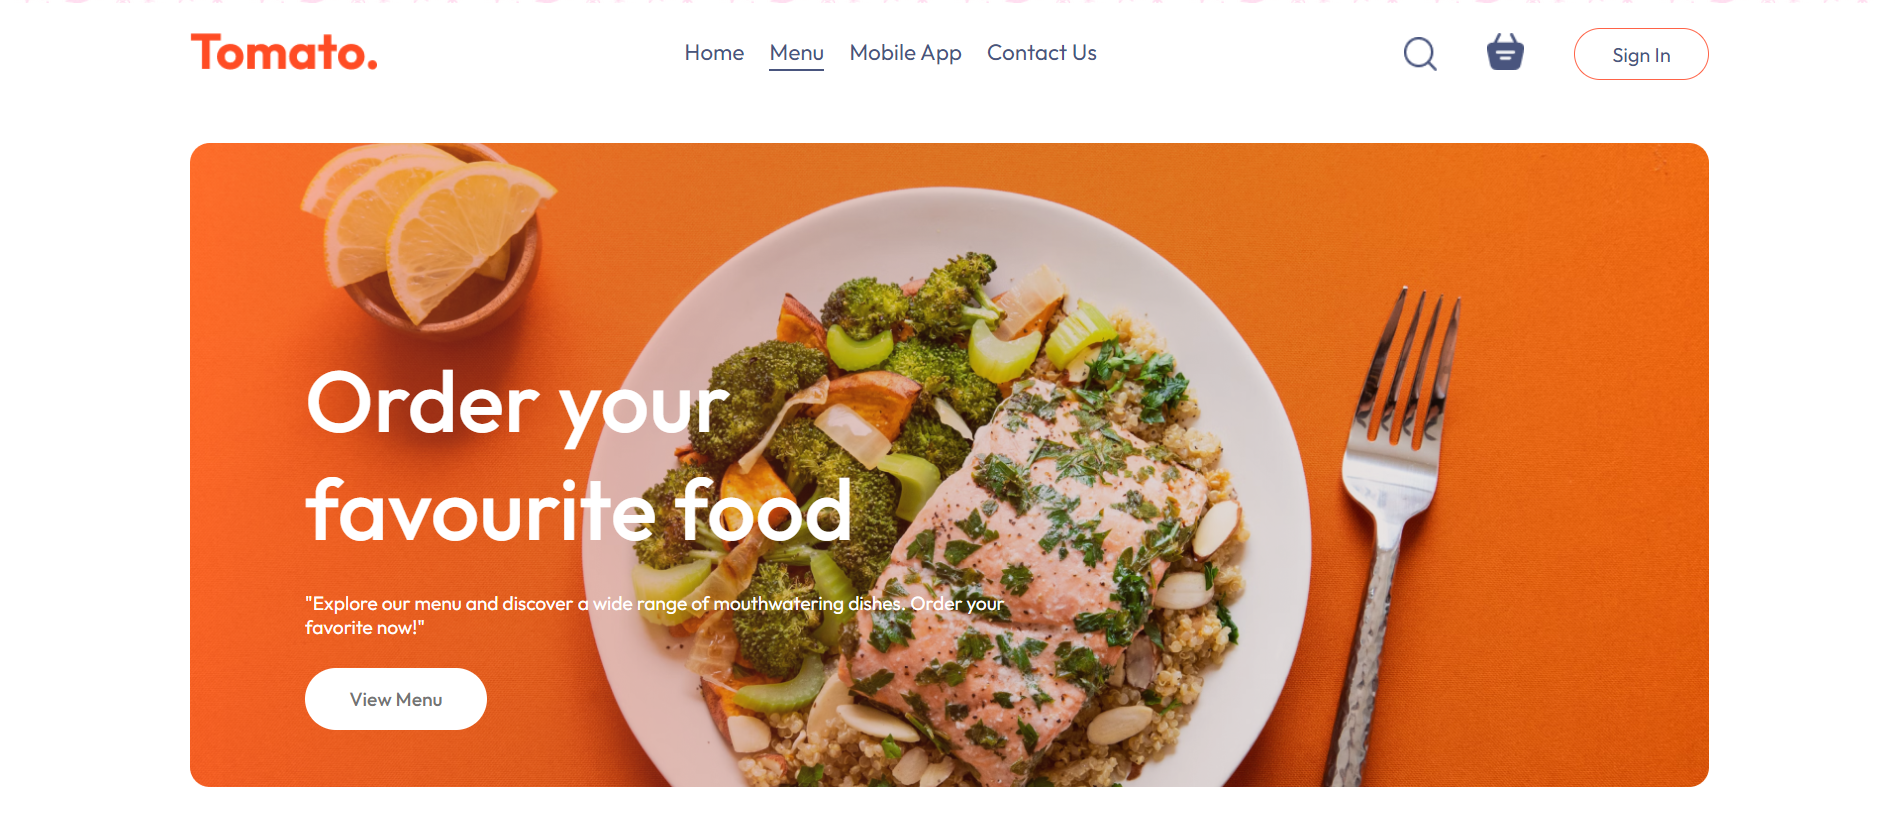 Tomato.
Home Menu Mobile App Contact Us
Sign In
Order your
favourite food
"Explore our menu and discover a wide range of mouthwatering dishes. Order your
favorite now!"
View Menu